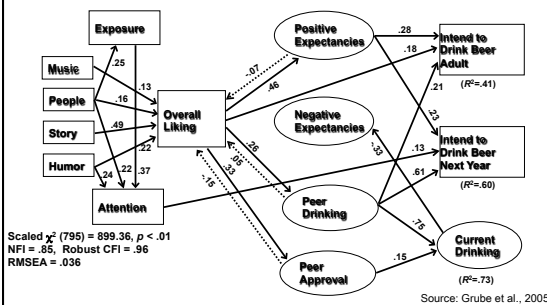 Exposure
Music
People
Story
Humor
.25
.13
.16
.49
.22
.24
.22
.37
Attention
Overall
Liking
-.07
.46
.26
.05
.33
-.15
Positive
Expectancies
Negative
Expectancies
Peer
Drinking
Peer
Approval
.28
.18
.21
.23
.13
.61
-.33
.75
.15
Intend to
Drink Beer
Adult
(R²=.41)
Intend to
Drink Beer
Next Year
(R²=.60)
Current
Drinking
(R²=.73)
Scaled χ² (795) = 899.36, p < .01
NFI = .85, Robust CFI = .96
RMSEA = .036
Source: Grube et al., 2005